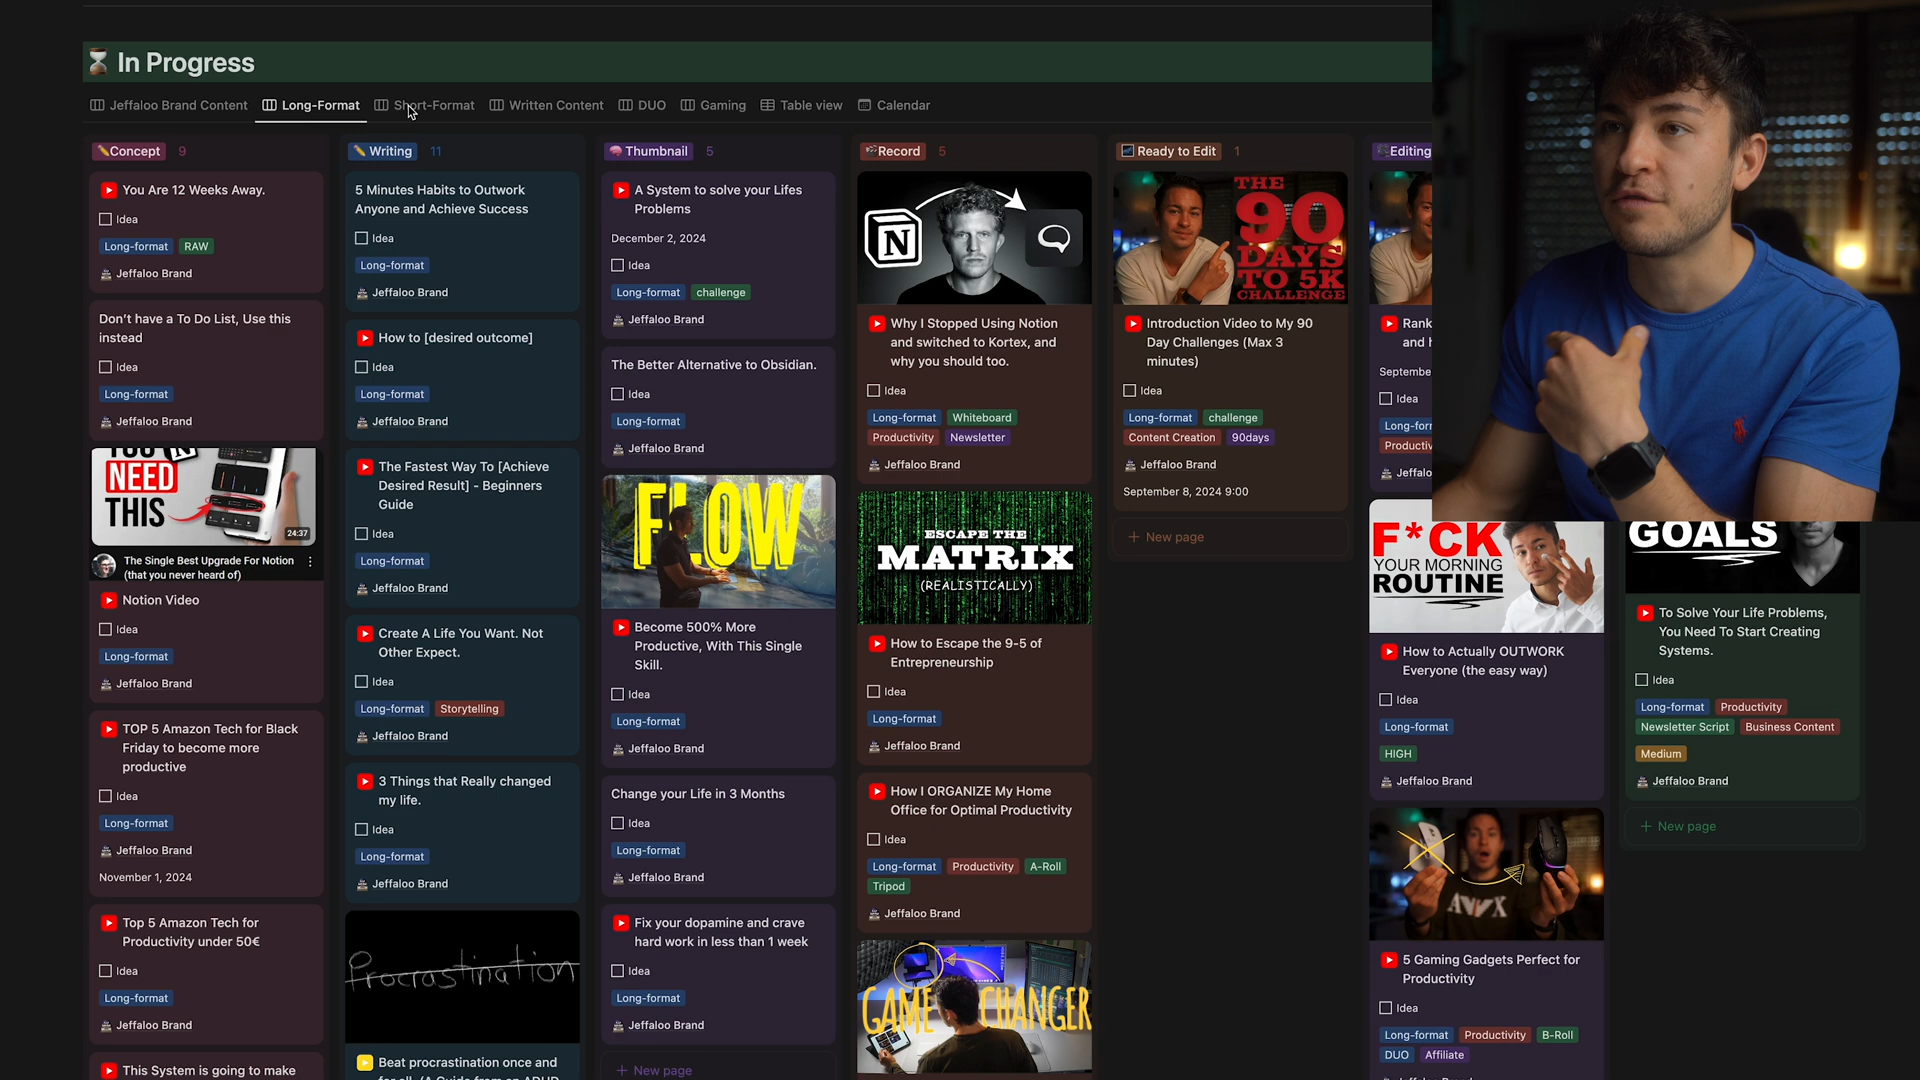 In Progress
Jeffaloo Brand Content
Long-Format
Short-Format
Written Content
DUO
Gaming
Table view
Calendar
Concept 9
You Are 12 Weeks Away.
Idea
Long-format RAW
Jeffaloo Brand
Don't have a To Do List, Use this
instead
Idea
Long-format
Jeffaloo Brand
NEED
THIS
24:37
The Single Best Upgrade For Notion
(that you never heard of)
Notion Video
Idea
Long-format
Jeffaloo Brand
TOP 5 Amazon Tech for Black
Friday to become more
productive
Idea
Long-format
Jeffaloo Brand
November 1, 2024
Top 5 Amazon Tech for
Productivity under 50€
Idea
Long-format
Jeffaloo Brand
This System is going to make
Writing 11
5 Minutes Habits to Outwork
Anyone and Achieve Success
Idea
Long-format
Jeffaloo Brand
How to [desired outcome]
Idea
Long-format
Jeffaloo Brand
The Fastest Way To [Achieve
Desired Result] - Beginners
Guide
Idea
Long-format
Jeffaloo Brand
Create A Life You Want. Not
Other Expect.
Idea
Long-format Storytelling
Jeffaloo Brand
3 Things that Really changed
my life.
Idea
Long-format
Jeffaloo Brand
Procrastination
Beat procrastination once and
Thumbnail 5
A System to solve your Lifes
Problems
December 2, 2024
Idea
Long-format challenge
Jeffaloo Brand
The Better Alternative to Obsidian.
Idea
Long-format
Jeffaloo Brand
FLOW
Become 500% More
Productive, With This Single
Skill.
Idea
Long-format
Jeffaloo Brand
Change your Life in 3 Months
Idea
Long-format
Jeffaloo Brand
Fix your dopamine and crave
hard work in less than 1 week
Idea
Long-format
Jeffaloo Brand
+ New page
Record 5
N
Why I Stopped Using Notion
and switched to Kortex, and
why you should too.
Idea
Long-format Whiteboard
Productivity Newsletter
Jeffaloo Brand
ESCAPE THE
MATRIX
(REALISTICALLY)
How to Escape the 9-5 of
Entrepreneurship
Idea
Long-format
Jeffaloo Brand
How I ORGANIZE My Home
Office for Optimal Productivity
Idea
Long-format Productivity A-Roll
Tripod
Jeffaloo Brand
GAME CHANGER
Ready to Edit 1
THE
90
DAYS
TO 5K
CHALLENGE
Introduction Video to My 90
Day Challenges (Max 3
minutes)
Idea
Long-format challenge
Content Creation 90days
Jeffaloo Brand
September 8, 2024 9:00
+ New page
Editing
Rank
and
Idea
F*CK
YOUR MORNING
ROUTINE
How to Actually OUTWORK
Everyone (the easy way)
Idea
Long-format
HIGH
Jeffaloo Brand
5 Gaming Gadgets Perfect for
Productivity
Idea
Long-format Productivity B-Roll
DUO Affiliate
GOALS
To Solve Your Life Problems,
You Need To Start Creating
Systems.
Idea
Long-format Productivity
Newsletter Script Business Content
Medium
Jeffaloo Brand
+ New page